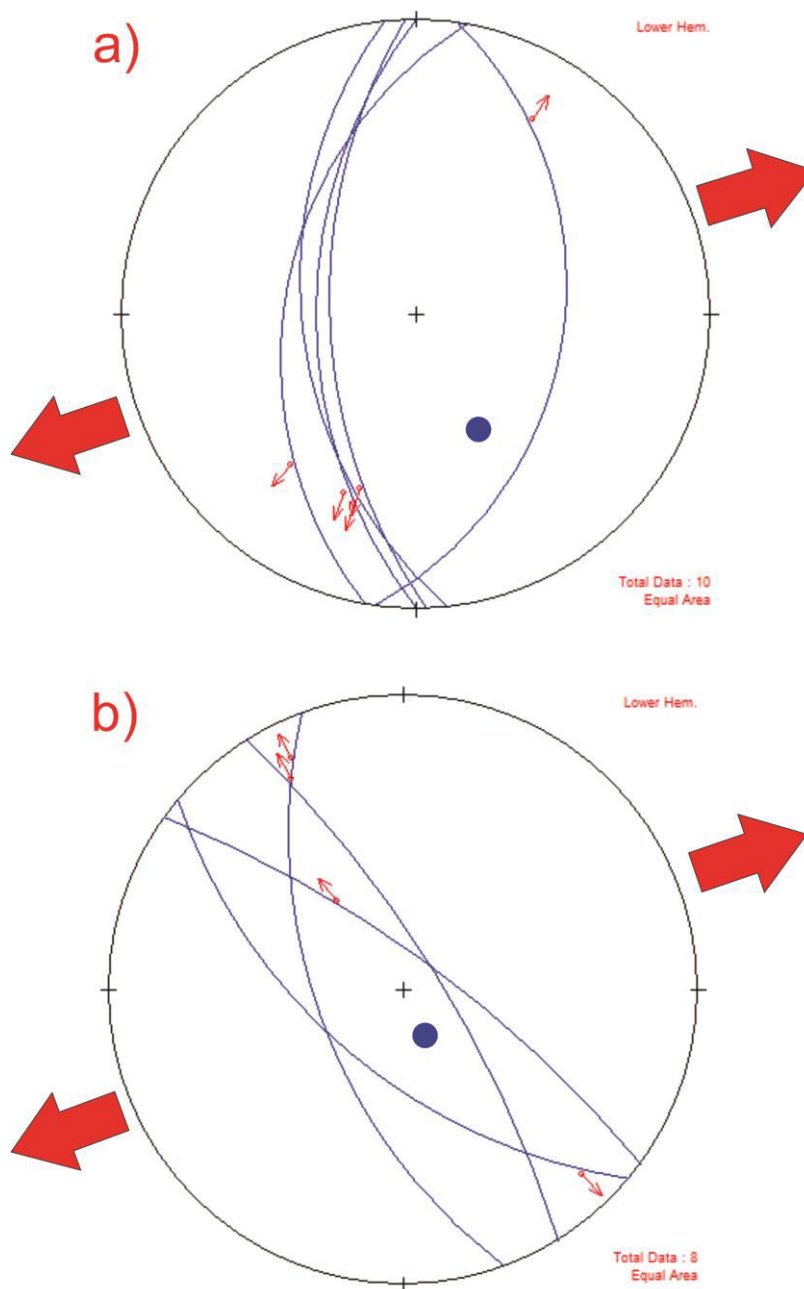 a)
Lower Hem.
Total Data : 10
Equal Area
b)
Lower Hem.
Total Data : 8
Equal Area